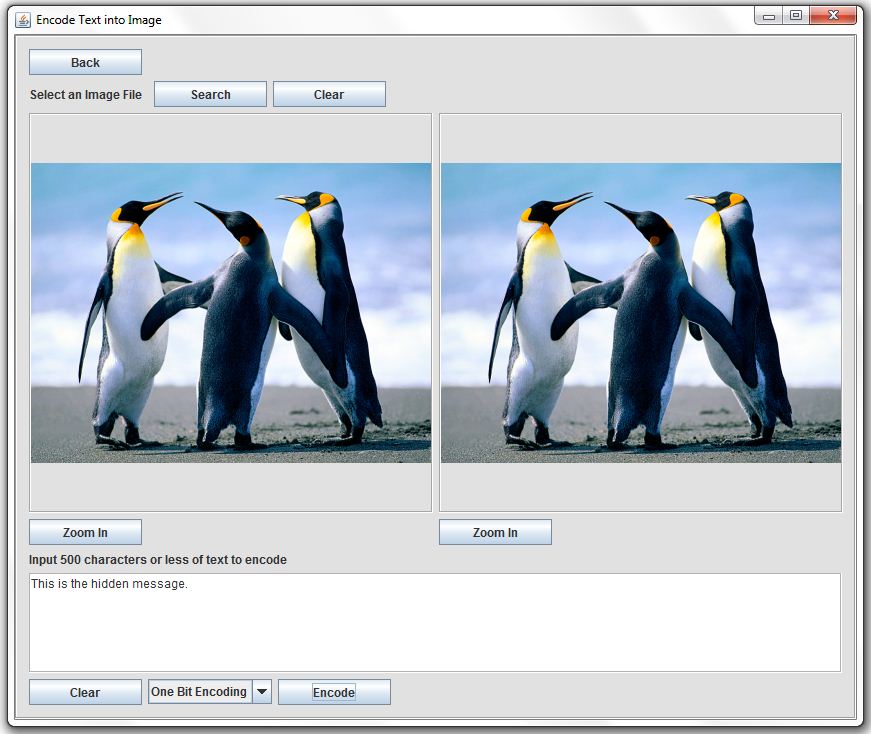 Encode Text into Image
Back
Select an Image File Search Clear
Zoom In Zoom In
Input 500 characters or less of text to encode
This is the hidden message.
Clear One Bit Encoding Encode